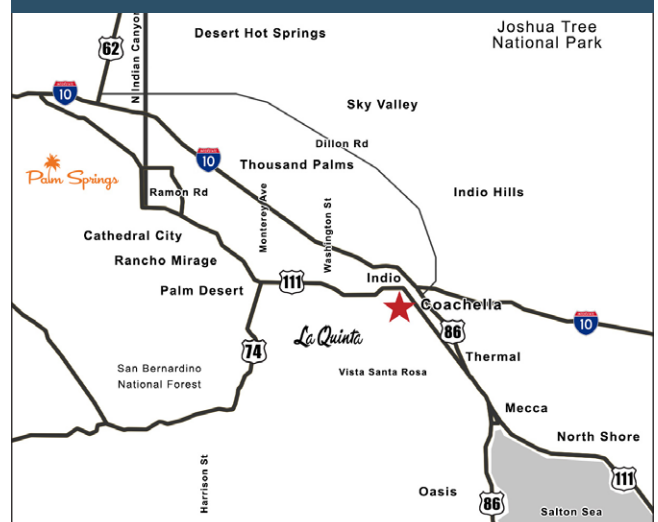 Joshua Tree
National Park
Desert Hot Springs
62
N Indian Canyon
10
Sky Valley
Dillon Rd
10
Thousand Palms
Palm Springs
Ramon Rd
Indio Hills
Monterey Ave
Washington St
Cathedral City
Rancho Mirage
Indio
Palm Desert
111
Coachella
10
86
La Quinta
74
Thermal
San Bernardino
National Forest
Vista Santa Rosa
Mecca
North Shore
Harrison St
111
Oasis
86
Salton Sea